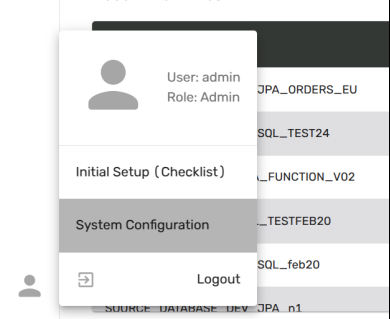 User: admin
Role: Admin
JPA_ORDERS_EU
SQL_TEST24
Initial Setup (Checklist)
_FUNCTION_V02
System Configuration
_TESTFEB20
SQL_feb20
Logout
SOURCE_DATABASE_DEV_JPA_n1